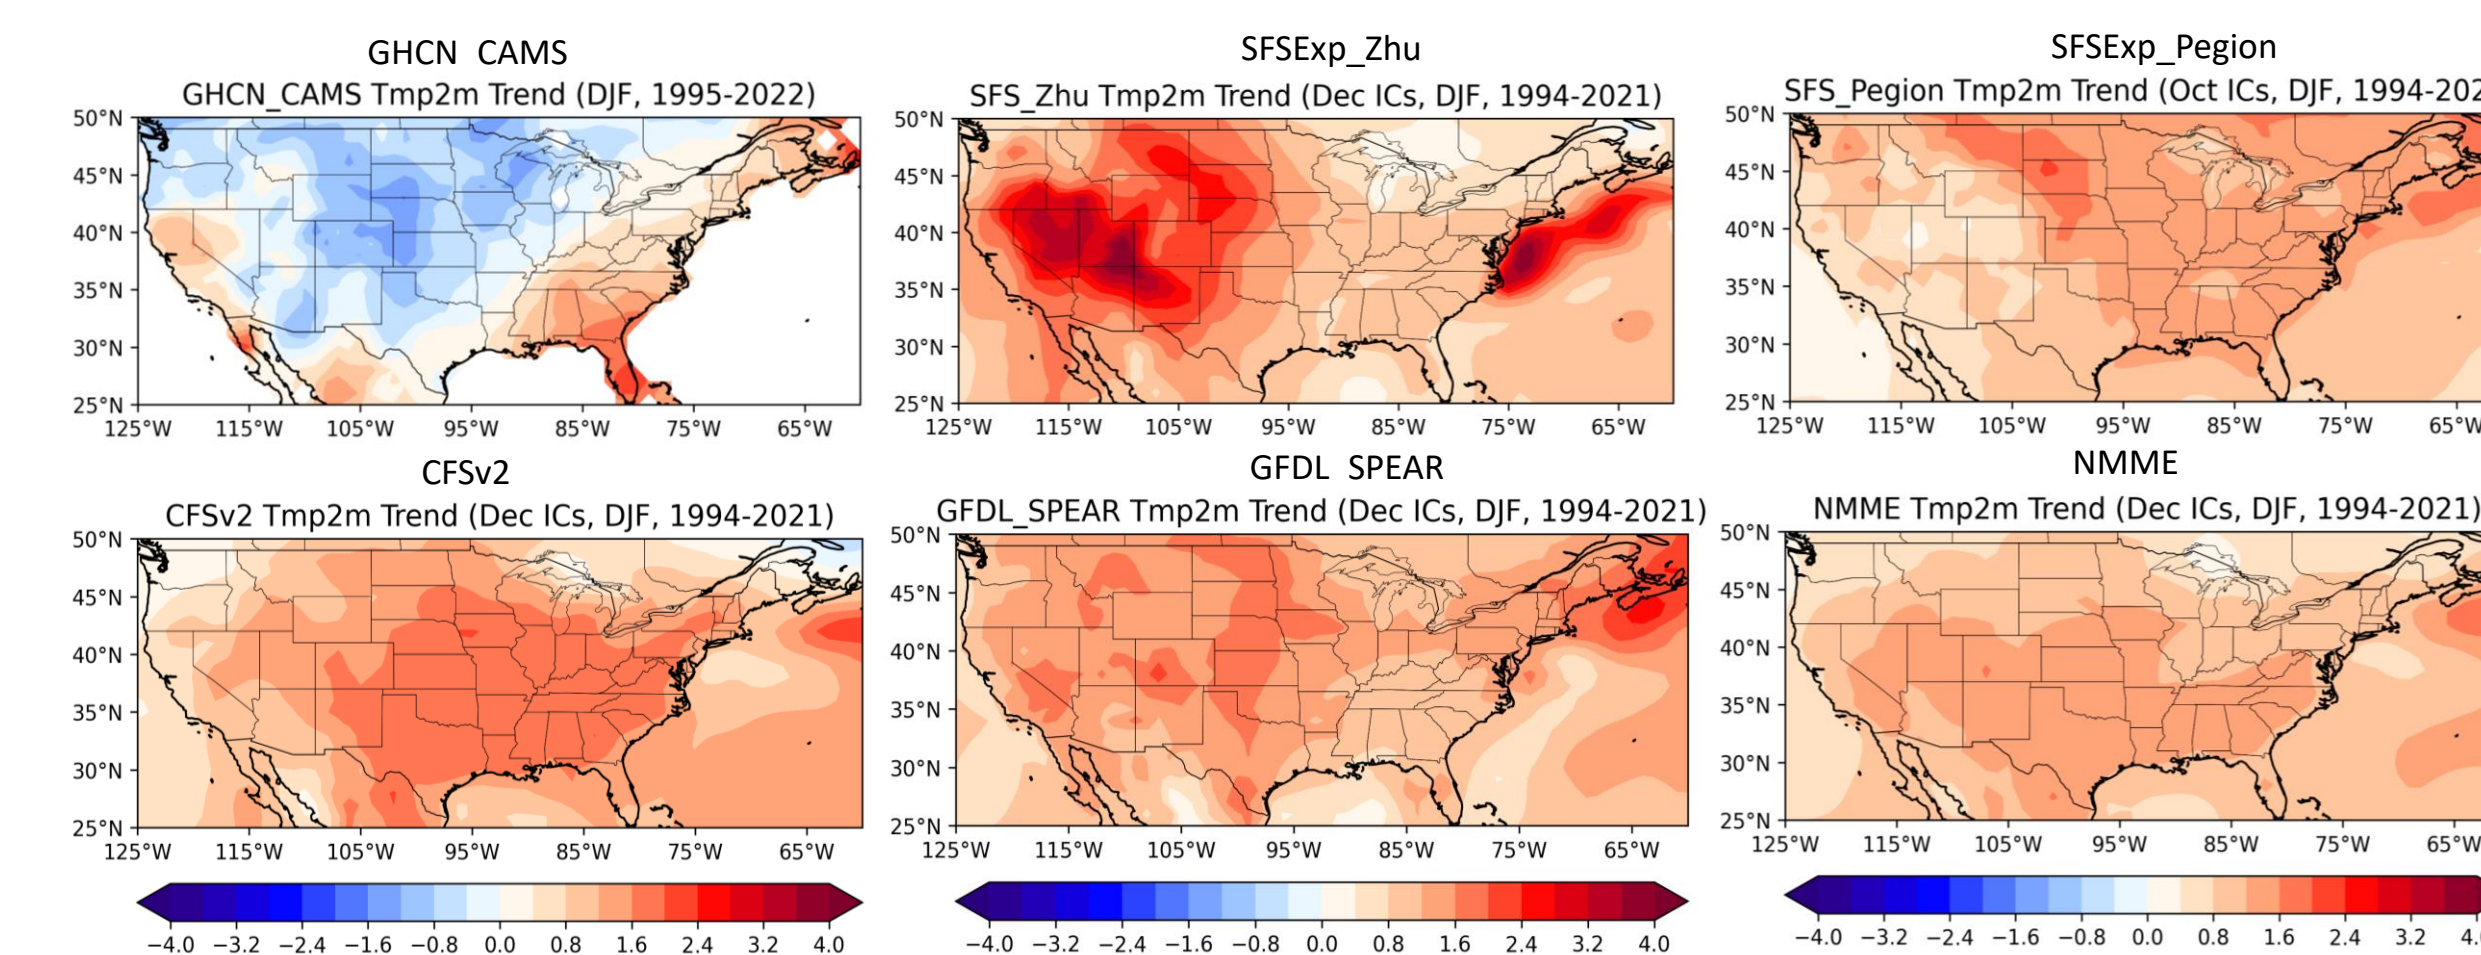 GHCN CAMS
SFSExp_Zhu
SFSExp_Pegion
GHCN_CAMS Tmp2m Trend (DJF, 1995-2022)
SFS_Zhu Tmp2m Trend (Dec ICs, DJF, 1994-2021)
SFS_Pegion Tmp2m Trend (Oct ICs, DJF, 1994-202
50°N
45°N
40°N
35°N
30°N
25°N
125°W 115°W 105°W 95°W 85°W 75°W 65°W
50°N
45°N
40°N
35°N
30°N
25°N
125°W 115°W 105°W 95°W 85°W 75°W 65°W
50°N
45°N
40°N
35°N
30°N
25°N
125°W 115°W 105°W 95°W 85°W 75°W 65°W
CFSv2
GFDL SPEAR
NMME
CFSv2 Tmp2m Trend (Dec ICs, DJF, 1994-2021)
GFDL_SPEAR Tmp2m Trend (Dec ICs, DJF, 1994-2021)
NMME Tmp2m Trend (Dec ICs, DJF, 1994-2021)
50°N
45°N
40°N
35°N
30°N
25°N
125°W 115°W 105°W 95°W 85°W 75°W 65°W
50°N
45°N
40°N
35°N
30°N
25°N
125°W 115°W 105°W 95°W 85°W 75°W 65°W
50°N
45°N
40°N
35°N
30°N
25°N
125°W 115°W 105°W 95°W 85°W 75°W 65°W
−4.0 −3.2 −2.4 −1.6 −0.8 0.0 0.8 1.6 2.4 3.2 4.0
−4.0 −3.2 −2.4 −1.6 −0.8 0.0 0.8 1.6 2.4 3.2 4.0
−4.0 −3.2 −2.4 −1.6 −0.8 0.0 0.8 1.6 2.4 3.2